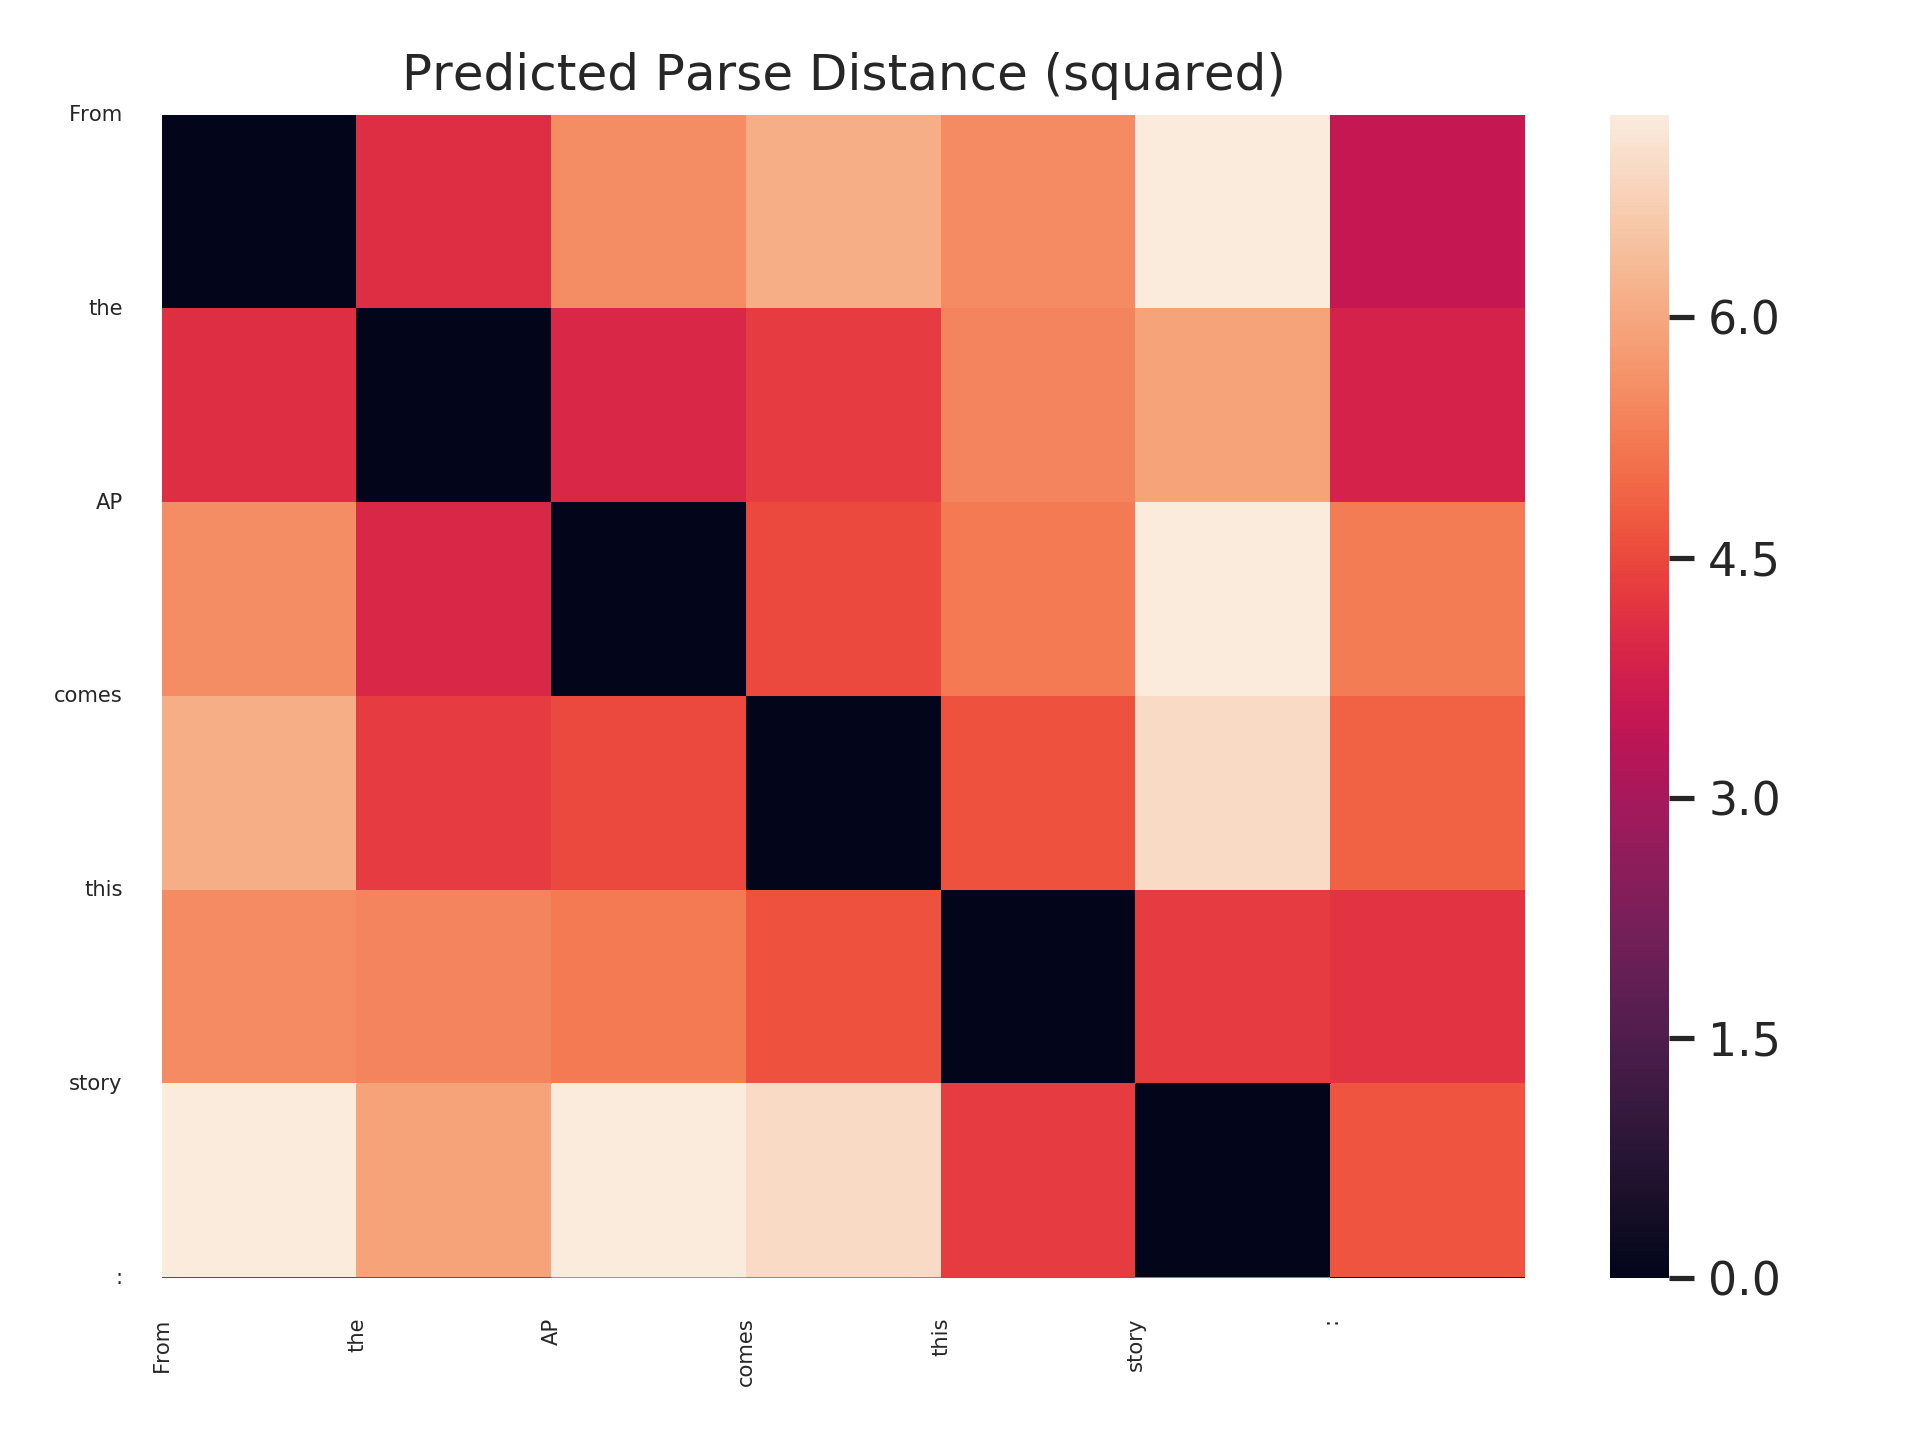 Predicted Parse Distance (squared)
From
the
AP
comes
this
story
:
From
the
AP
comes
this
story
:
6.0
4.5
3.0
1.5
0.0